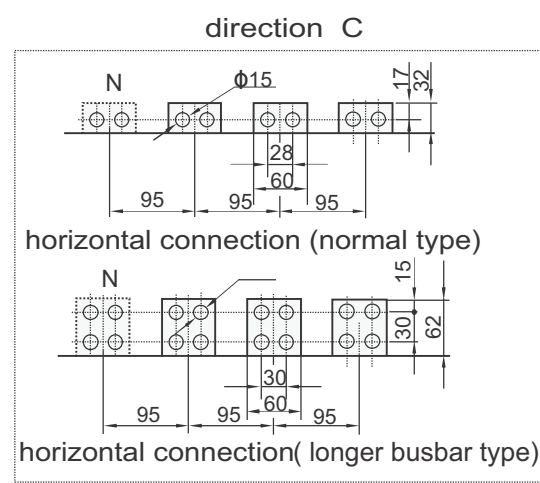 direction C
N ϕ15 17 32
28
60
95 95 95
horizontal connection (normal type)
N 15
30 62
30
60
95 95 95
horizontal connection( longer busbar type)